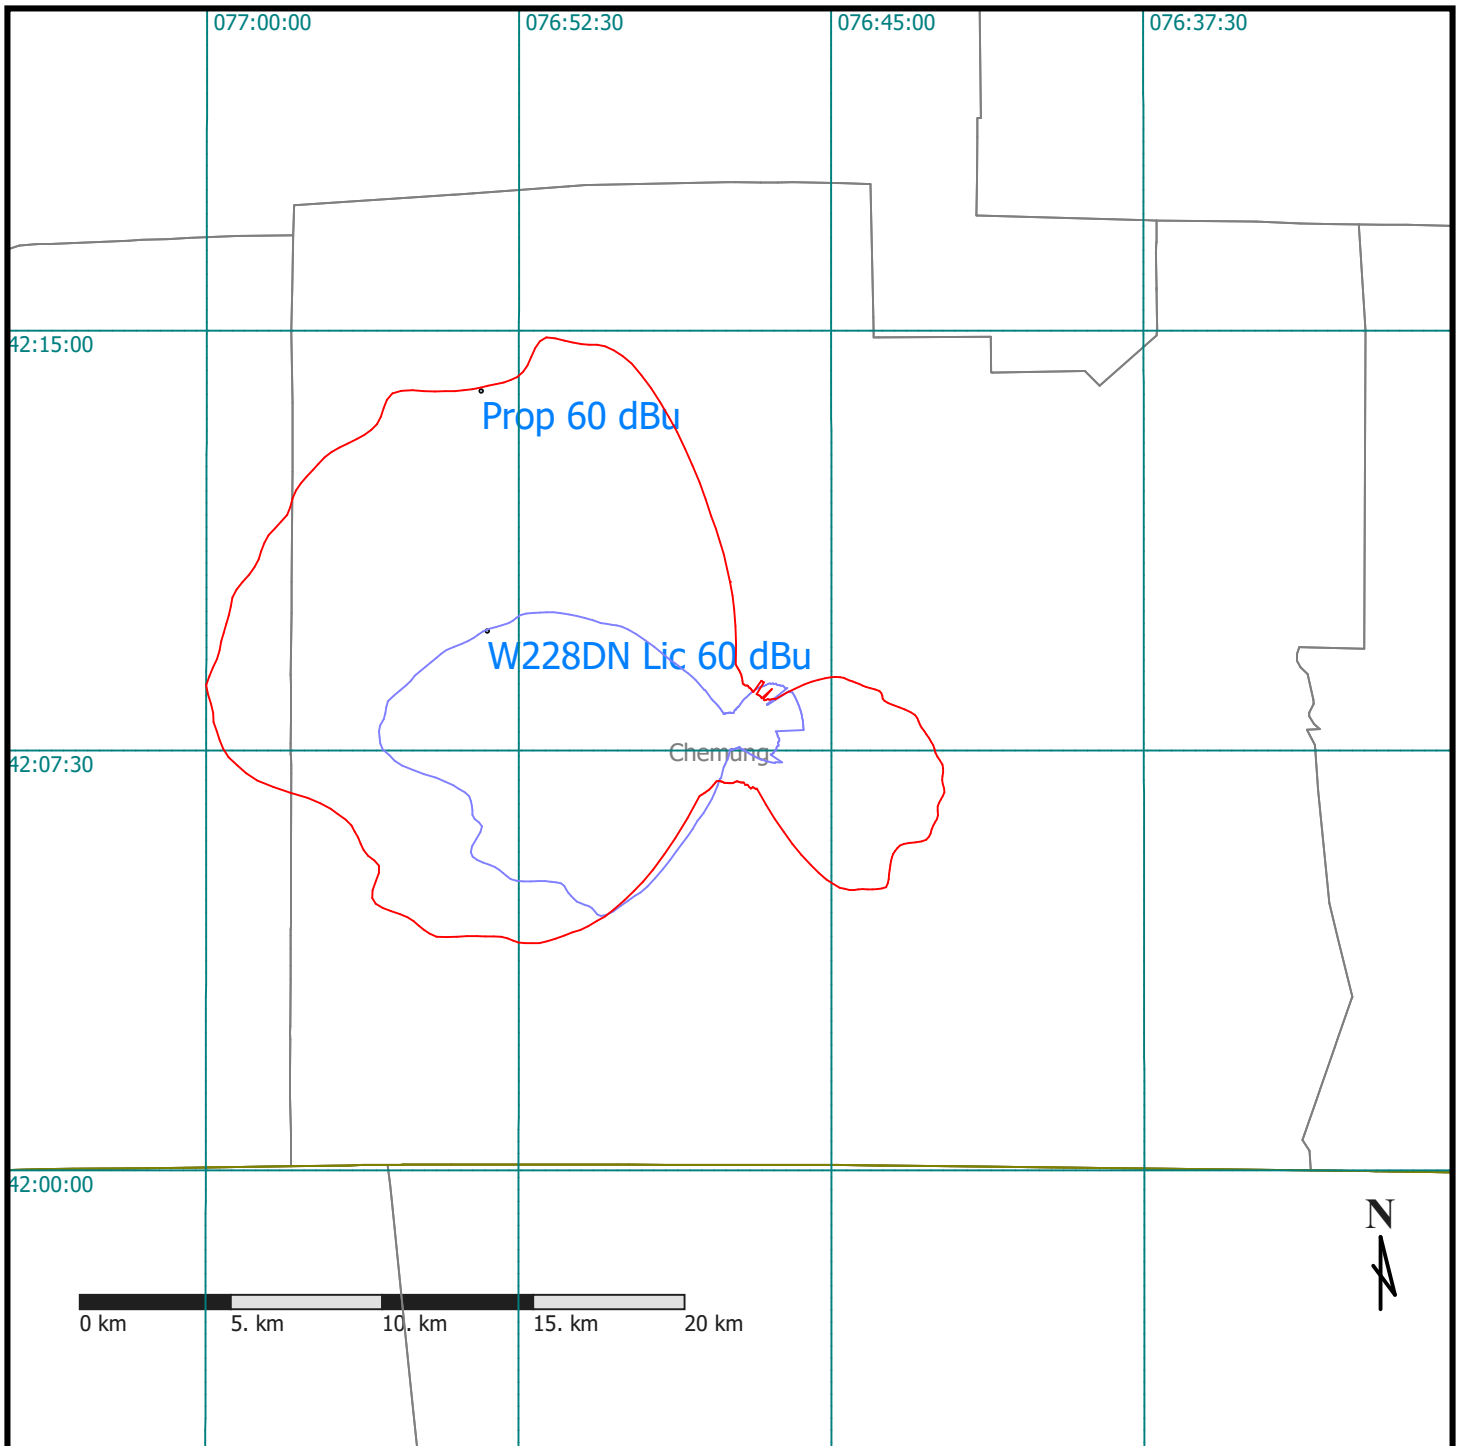 077:00:00
076:52:30
076:45:00
076:37:30
42:15:00
Prop 60 dBu
W228DN Lic 60 dBu
Chemung
42:07:30
42:00:00
N
0 km
5. km
10. km
15. km
20 km